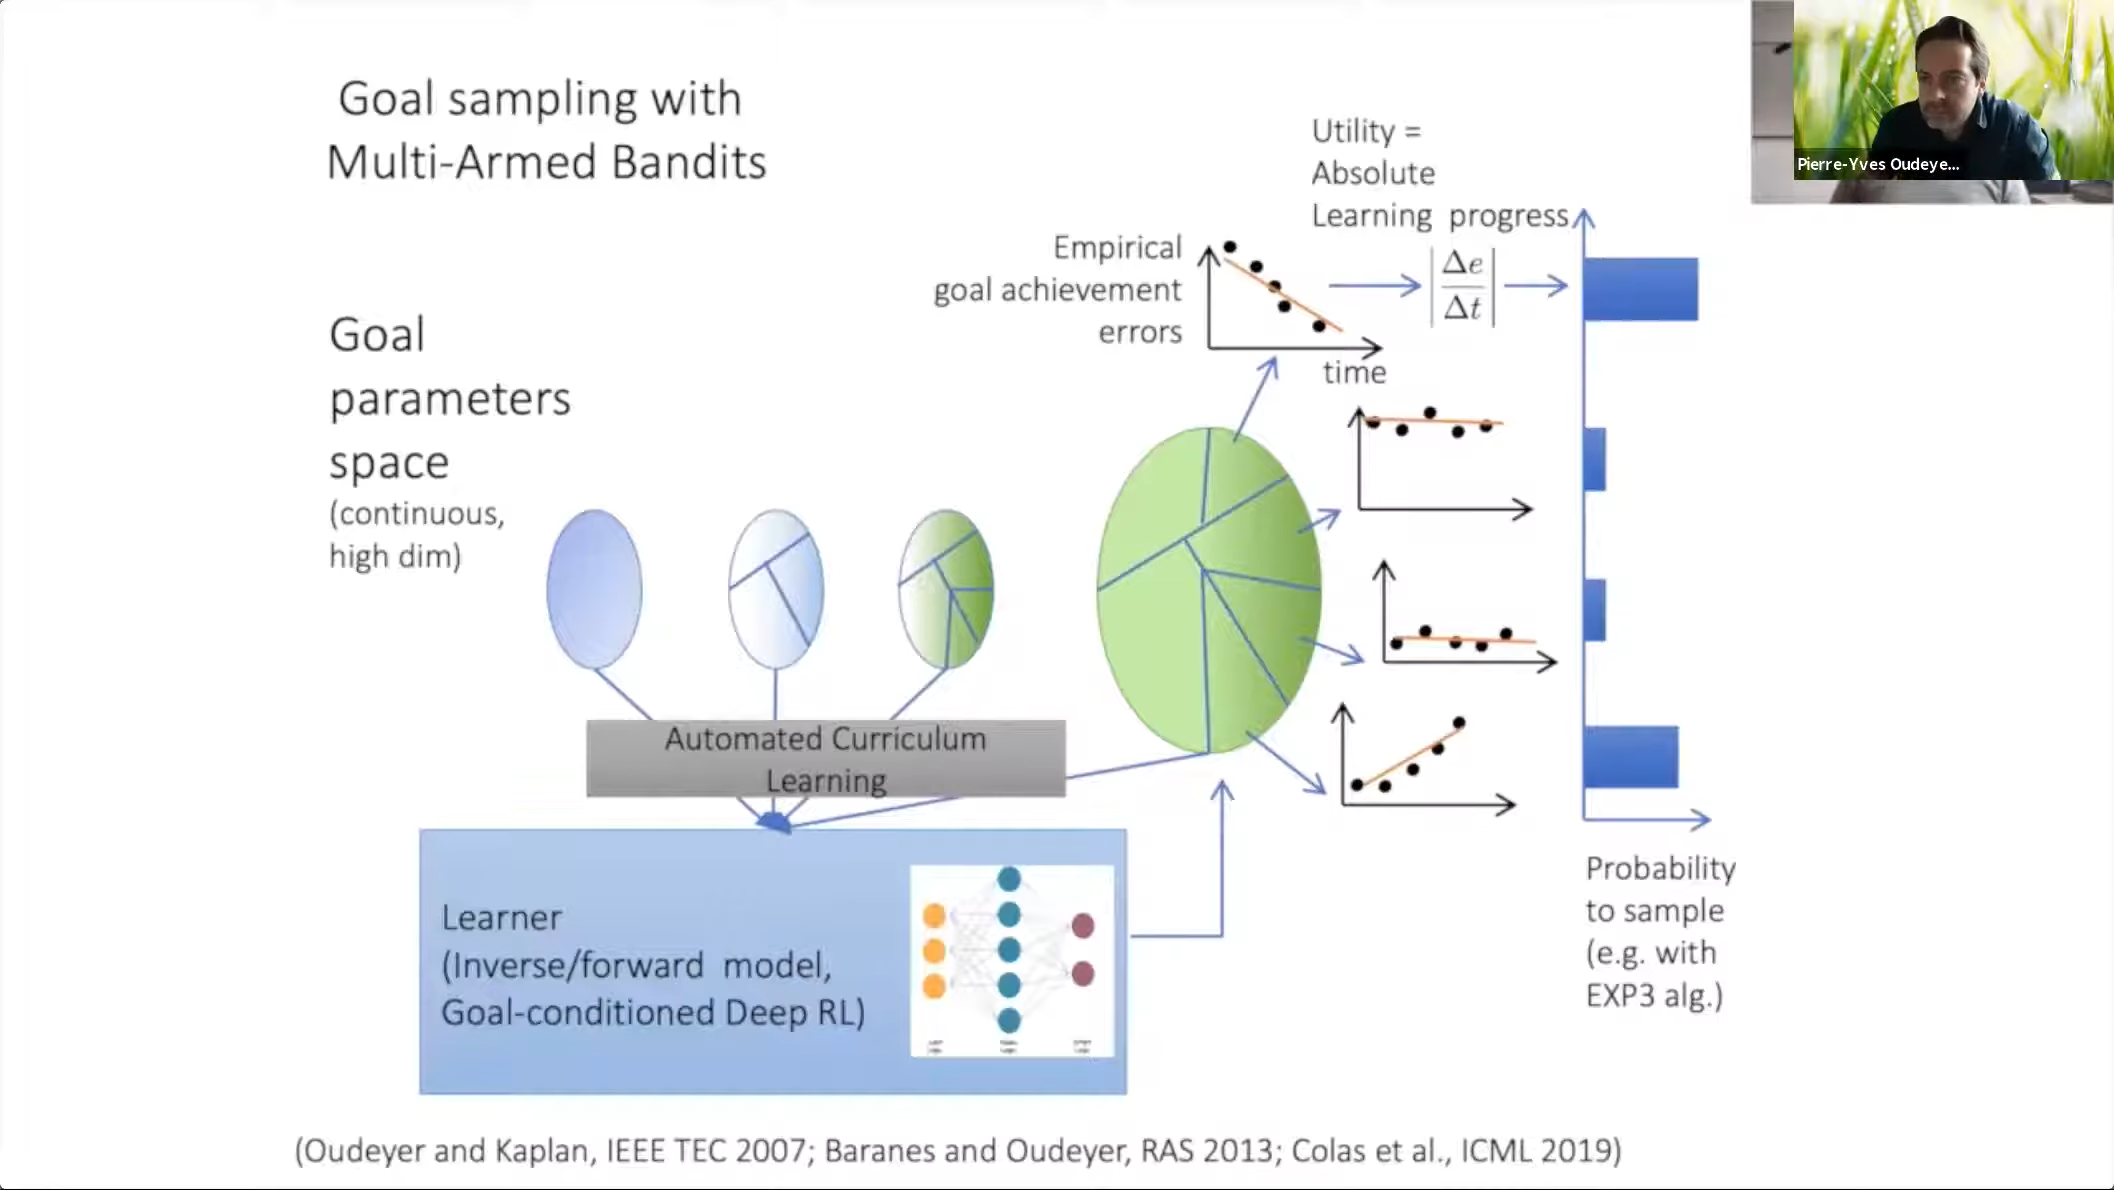 Goal sampling with
Multi-Armed Bandits
Utility =
Absolute
Learning progress
Pierre-Yves Oudeye...
Empirical
goal achievement
errors
|Δe/Δt|
time
Goal
parameters
space
(continuous,
high dim)
Automated Curriculum
Learning
Learner
(Inverse/forward model,
Goal-conditioned Deep RL)
Probability
to sample
(e.g. with
EXP3 alg.)
(Oudeyer and Kaplan, IEEE TEC 2007; Baranes and Oudeyer, RAS 2013; Colas et al., ICML 2019)